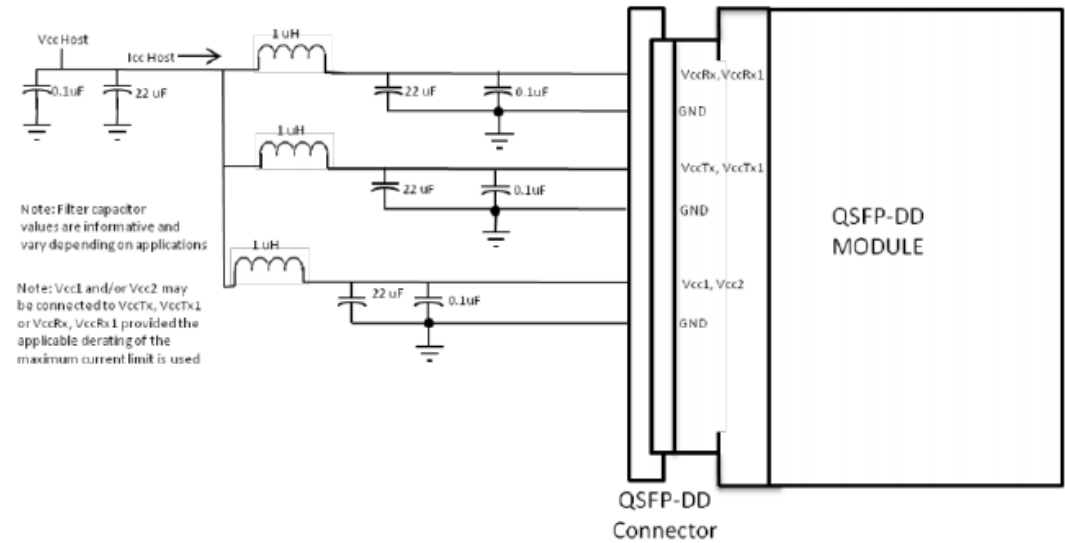 1 uH
Vcc Host
Icc Host
VccRx, VccRx1
0.1uF
22 uF
22 uF
0.1uF
GND
1 uH
VccTx, VccTx1
22 uF
0.1uF
Note: Filter capacitor
values are informative and
vary depending on applications
GND
QSFP-DD
MODULE
1 uH
Note: Vcc1 and/or Vcc2 may
be connected to VccTx, VccTx1
or VccRx, VccRx1 provided the
applicable derating of the
maximum current limit is used
22 uF
0.1uF
Vcc1, Vcc2
GND
QSFP-DD
Connector